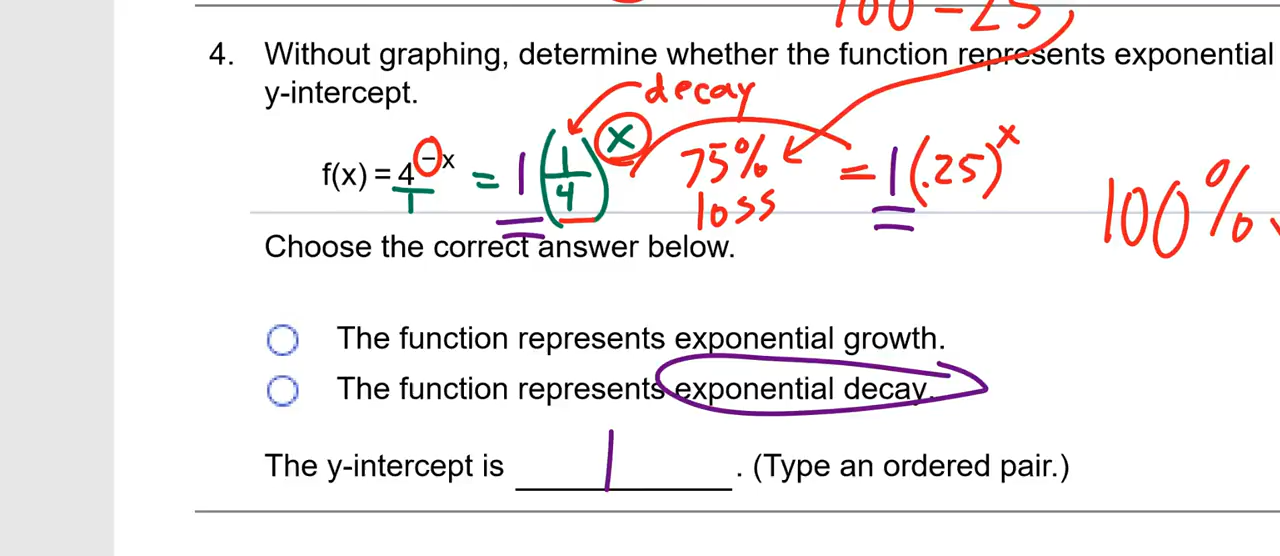 100 - 25
4. Without graphing, determine whether the function represents exponential
y-intercept.
decay
f(x) = 4^-x = 1(1/4)^x 75% = 1(.25)^x
1
loss
100%
Choose the correct answer below.
The function represents exponential growth.
The function represents exponential decay.
The y-intercept is 1. (Type an ordered pair.)